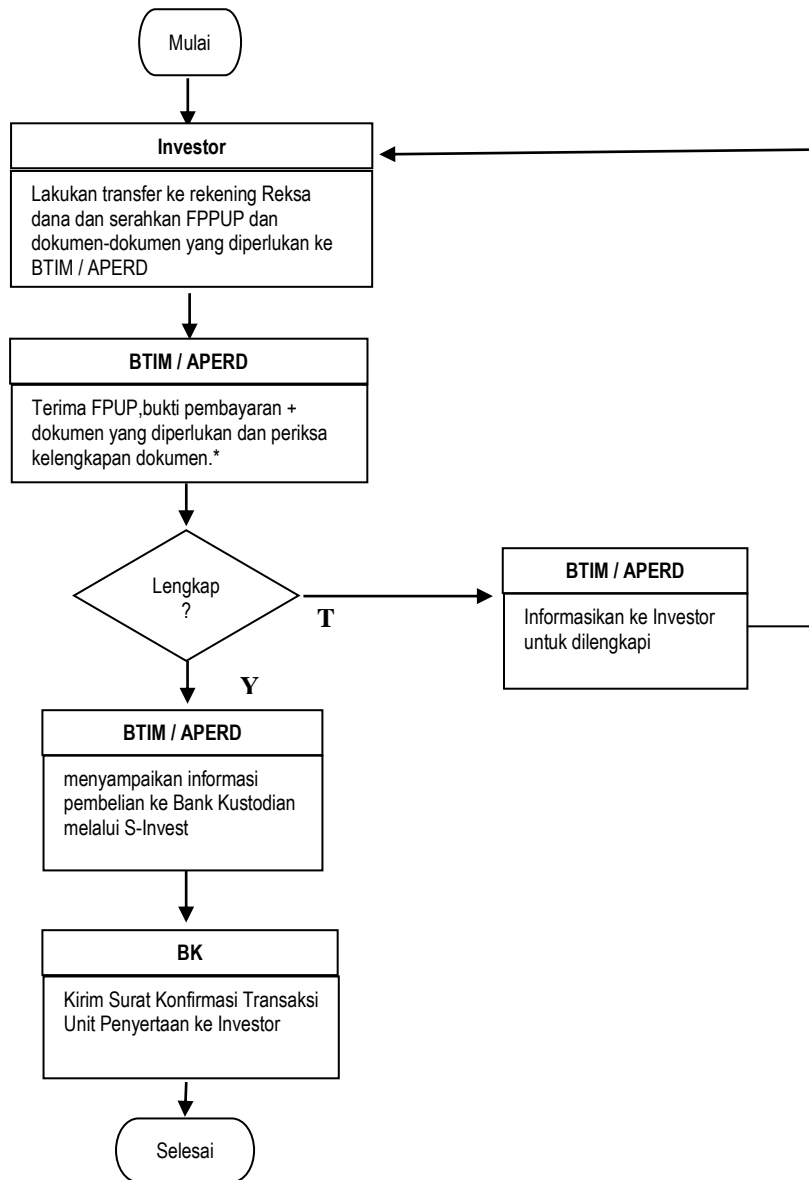 Mulai
Investor
Lakukan transfer ke rekening Reksa
dana dan serahkan FPPUP dan
dokumen-dokumen yang diperlukan ke
BTIM / APERD
BTIM / APERD
Terima FPUP,bukti pembayaran +
dokumen yang diperlukan dan periksa
kelengkapan dokumen.*
Lengkap
?
T
BTIM / APERD
Informasikan ke Investor
untuk dilengkapi
Y
BTIM / APERD
menyampaikan informasi
pembelian ke Bank Kustodian
melalui S-Invest
BK
Kirim Surat Konfirmasi Transaksi
Unit Penyertaan ke Investor
Selesai